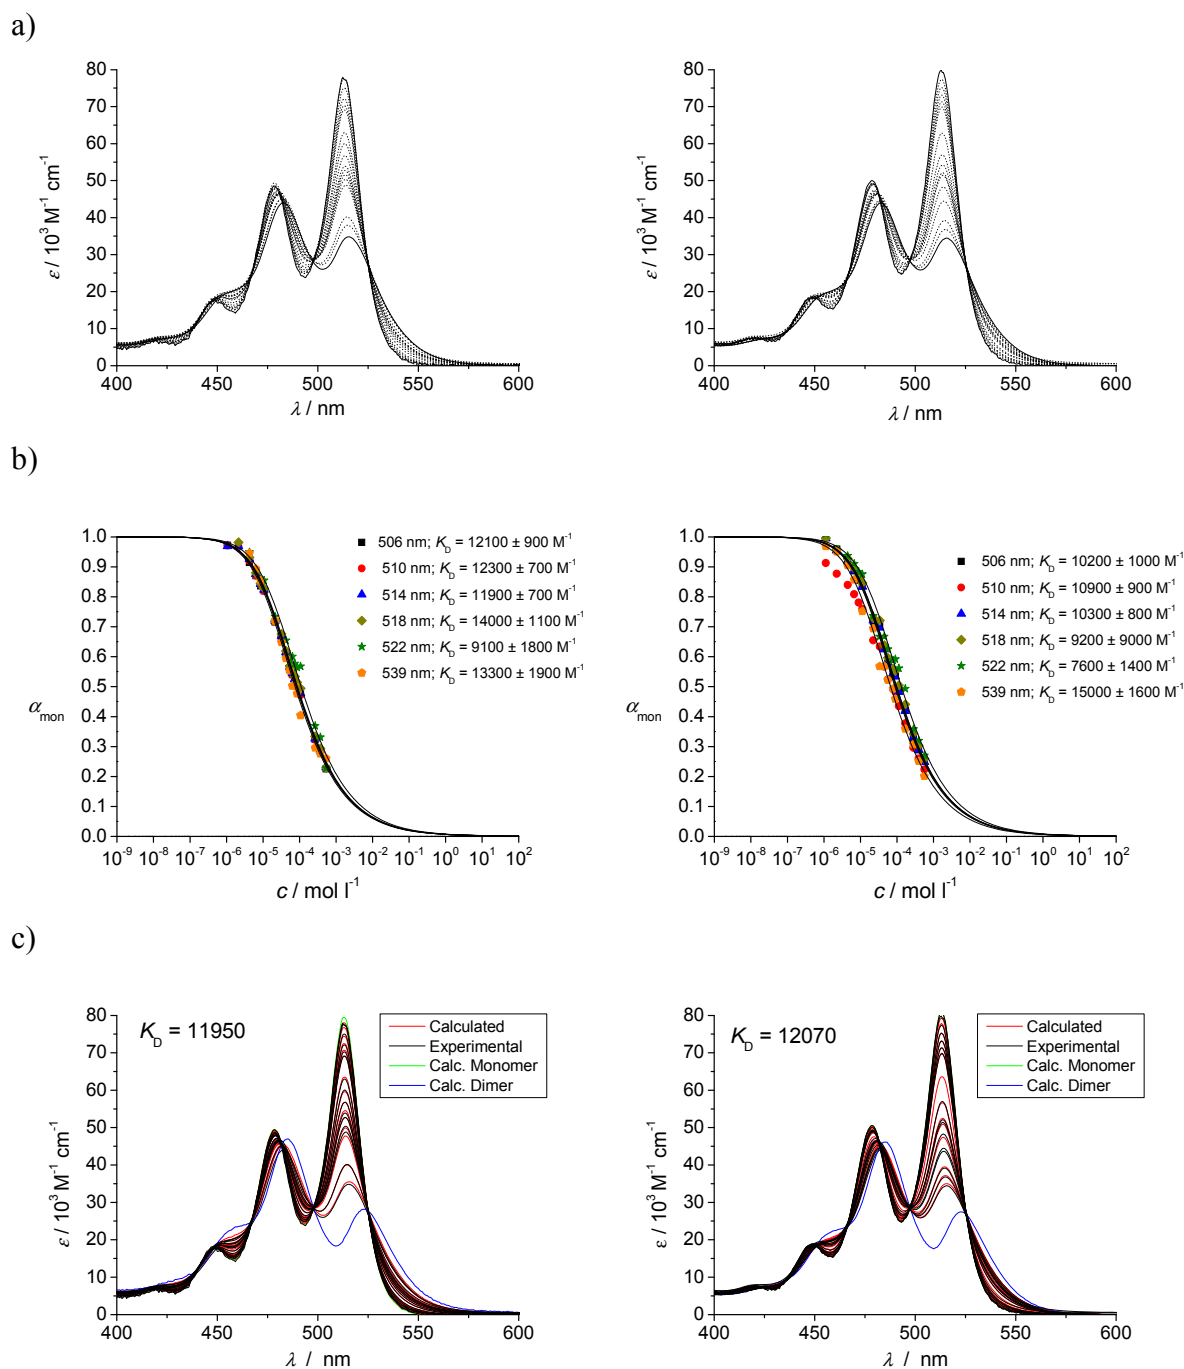 a)
80
70
60
50
40
30
20
10
0
ε / 10³ M⁻¹ cm⁻¹
400 450 500 550 600
λ / nm
80
70
60
50
40
30
20
10
0
ε / 10³ M⁻¹ cm⁻¹
400 450 500 550 600
λ / nm
b)
1.0
0.9
0.8
0.7
0.6
0.5
0.4
0.3
0.2
0.1
0.0
α_mon
506 nm; K_D = 12100 ± 900 M⁻¹
510 nm; K_D = 12300 ± 700 M⁻¹
514 nm; K_D = 11900 ± 700 M⁻¹
518 nm; K_D = 14000 ± 1100 M⁻¹
522 nm; K_D = 9100 ± 1800 M⁻¹
539 nm; K_D = 13300 ± 1900 M⁻¹
10⁻⁹ 10⁻⁸ 10⁻⁷ 10⁻⁶ 10⁻⁵ 10⁻⁴ 10⁻³ 10⁻² 10⁻¹ 10⁰ 10¹ 10²
c / mol l⁻¹
1.0
0.9
0.8
0.7
0.6
0.5
0.4
0.3
0.2
0.1
0.0
α_mon
506 nm; K_D = 10200 ± 1000 M⁻¹
510 nm; K_D = 10900 ± 900 M⁻¹
514 nm; K_D = 10300 ± 800 M⁻¹
518 nm; K_D = 9200 ± 9000 M⁻¹
522 nm; K_D = 7600 ± 1400 M⁻¹
539 nm; K_D = 15000 ± 1600 M⁻¹
10⁻⁹ 10⁻⁸ 10⁻⁷ 10⁻⁶ 10⁻⁵ 10⁻⁴ 10⁻³ 10⁻² 10⁻¹ 10⁰ 10¹ 10²
c / mol l⁻¹
c)
80
70
60
50
40
30
20
10
0
ε / 10³ M⁻¹ cm⁻¹
K_D = 11950
Calculated
Experimental
Calc. Monomer
Calc. Dimer
400 450 500 550 600
λ / nm
80
70
60
50
40
30
20
10
0
ε / 10³ M⁻¹ cm⁻¹
K_D = 12070
Calculated
Experimental
Calc. Monomer
Calc. Dimer
400 450 500 550 600
λ / nm